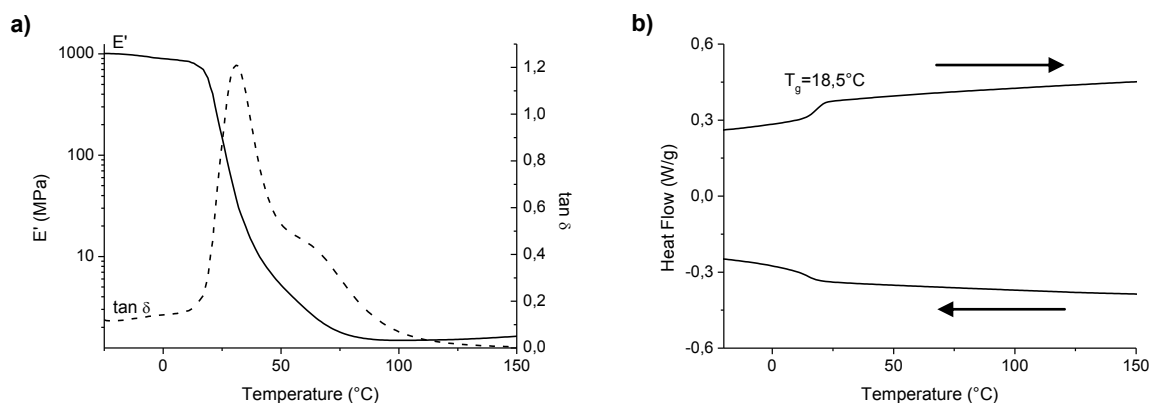 a)
E'
1000
100
10
E' (MPa)
tan δ
0
50
100
150
Temperature (°C)
1,2
1,0
0,8
0,6
0,4
0,2
0,0
tan δ
b)
0,6
0,3
0,0
-0,3
-0,6
Heat Flow (W/g)
Tg=18,5°C
0
50
100
150
Temperature (°C)